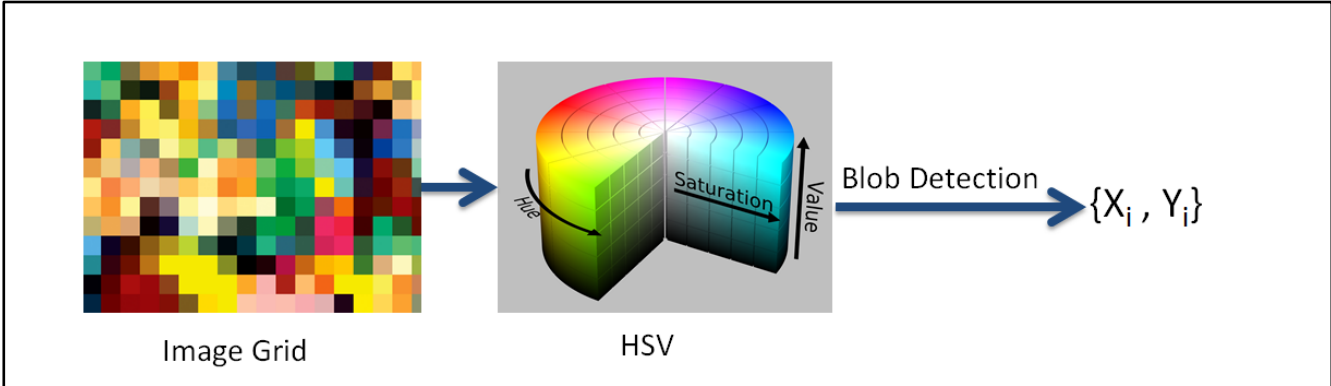 Hue
Saturation
Value
Blob Detection
{Xᵢ , Yᵢ}
Image Grid
HSV